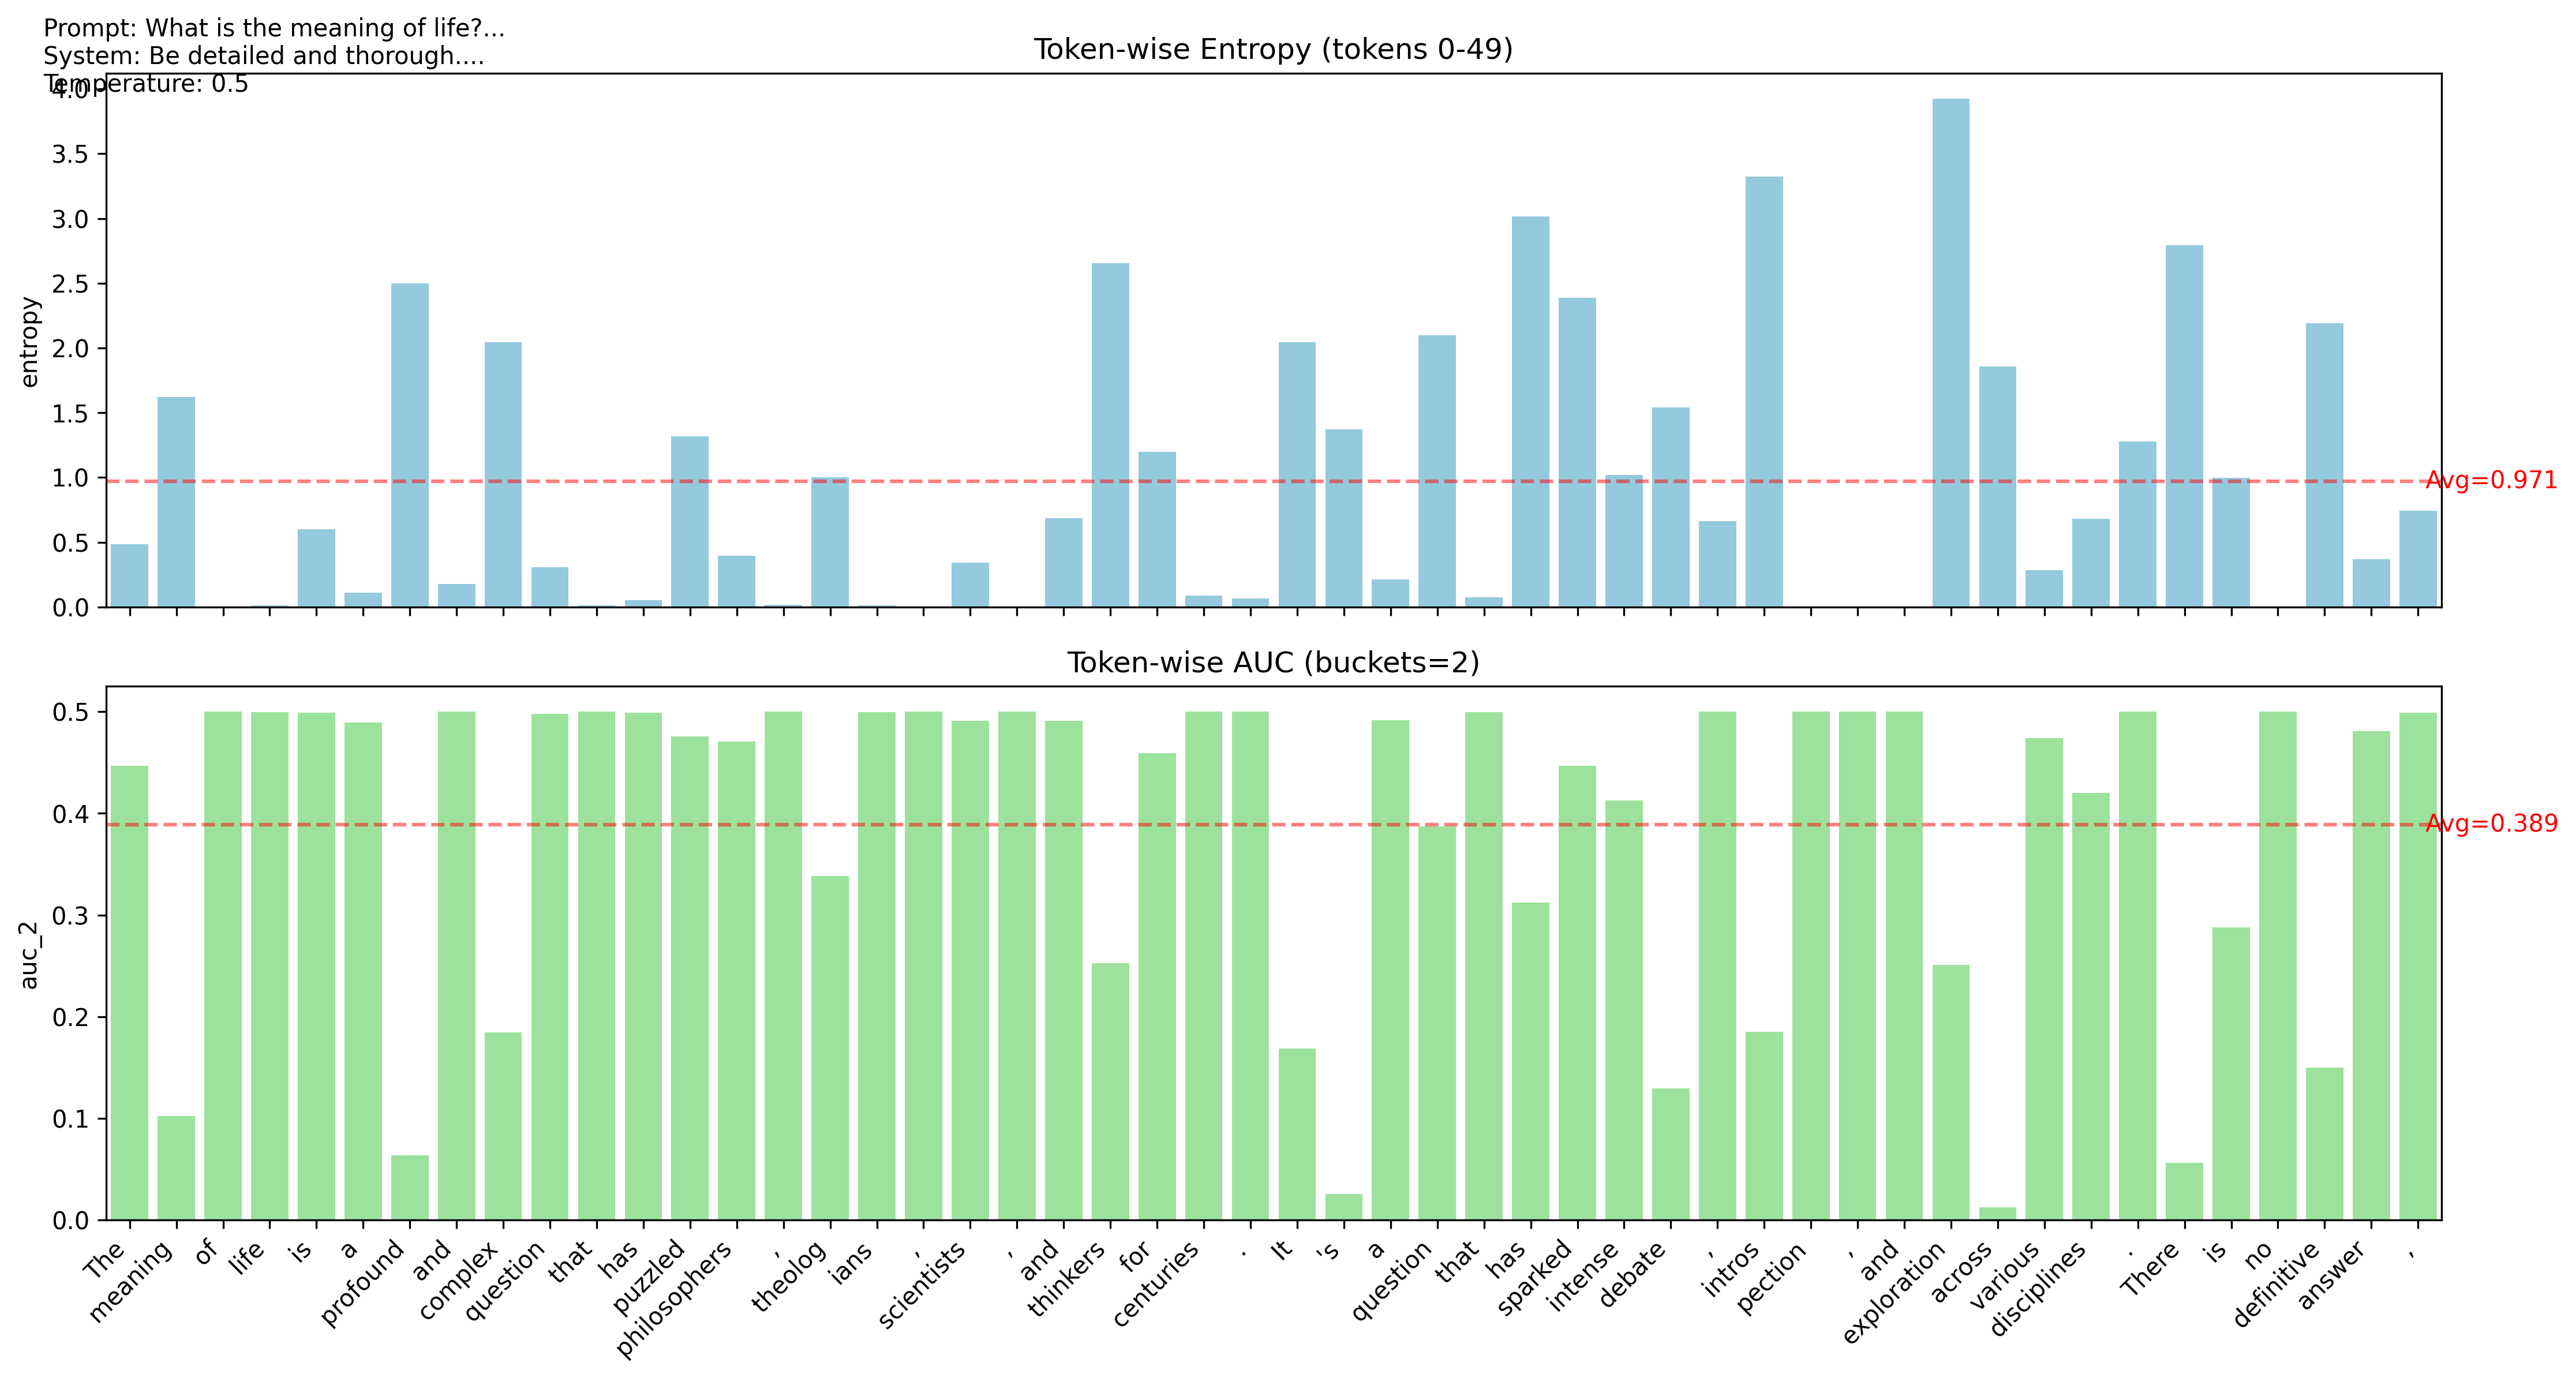 Prompt: What is the meaning of life?...
System: Be detailed and thorough....
Temperature: 0.5
Token-wise Entropy (tokens 0-49)
entropy
4.0
3.5
3.0
2.5
2.0
1.5
1.0
0.5
0.0
Avg=0.971
Token-wise AUC (buckets=2)
auc_2
0.5
0.4
0.3
0.2
0.1
0.0
Avg=0.389
The
meaning
of
life
is
a
profound
and
complex
question
that
has
puzzled
philosophers
,
theolog
ians
,
scientists
,
and
thinkers
for
centuries
.
It
's
a
question
that
has
sparked
intense
debate
,
intros
pection
,
and
exploration
across
various
disciplines
.
There
is
no
definitive
answer
,